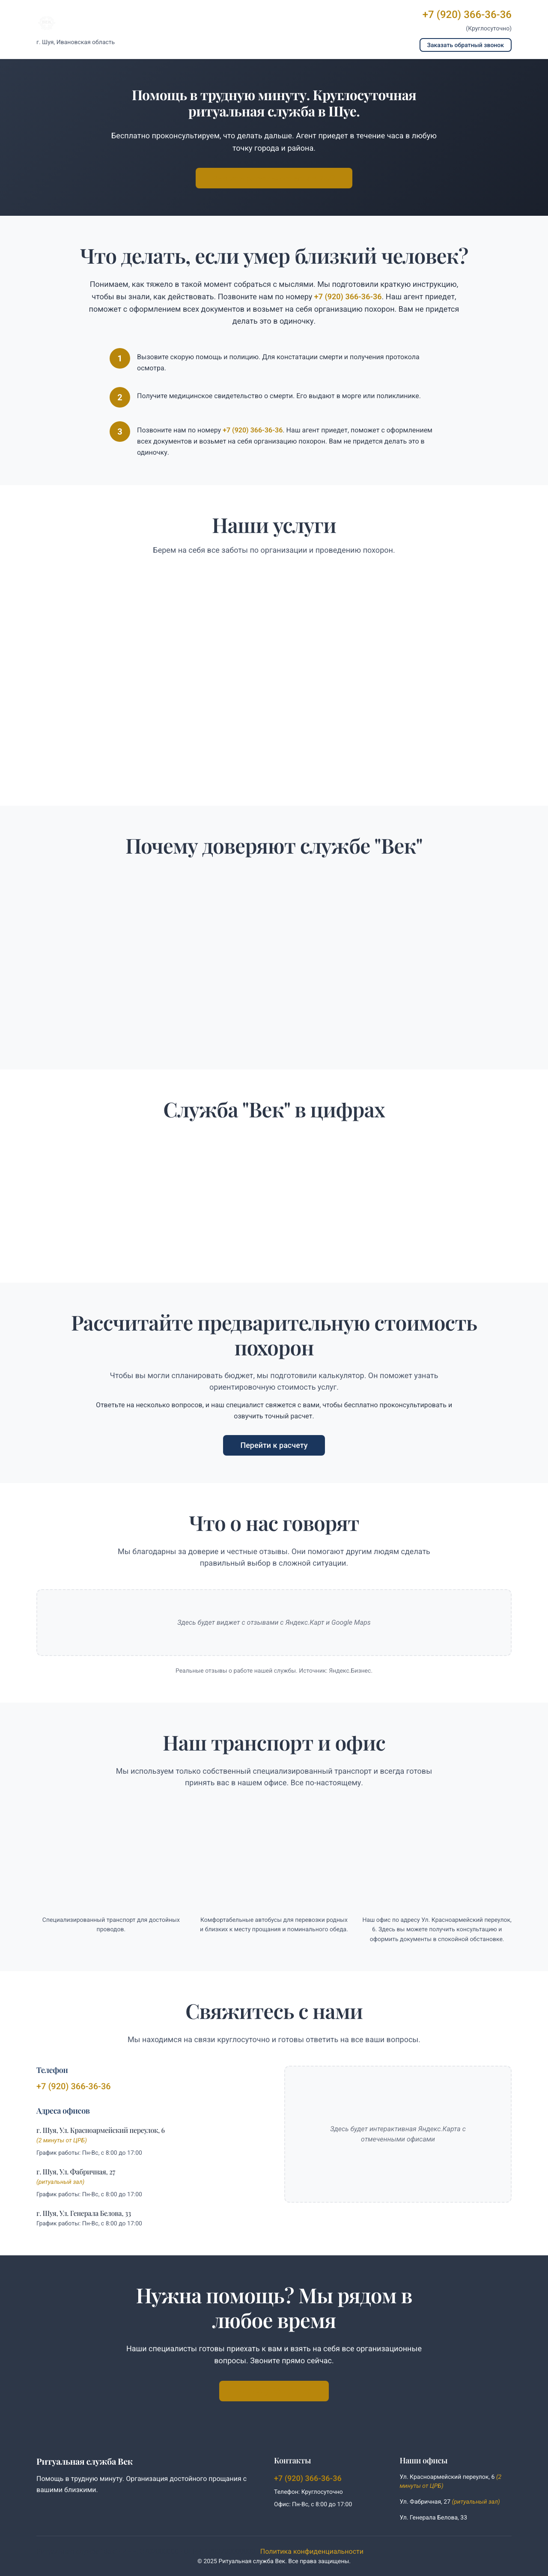 г. Шуя, Ивановская область
+7 (920) 366-36-36
(Круглосуточно)
Заказать обратный звонок
Помощь в трудную минуту. Круглосуточная
ритуальная служба в Шуе.
Бесплатно проконсультируем, что делать дальше. Агент приедет в течение часа в любую
точку города и района.
Что делать, если умер близкий человек?
Понимаем, как тяжело в такой момент собраться с мыслями. Мы подготовили краткую инструкцию,
чтобы вы знали, как действовать. Позвоните нам по номеру +7 (920) 366-36-36. Наш агент приедет,
поможет с оформлением всех документов и возьмет на себя организацию похорон. Вам не придется
делать это в одиночку.
1
Вызовите скорую помощь и полицию. Для констатации смерти и получения протокола
осмотра.
2
Получите медицинское свидетельство о смерти. Его выдают в морге или поликлинике.
3
Позвоните нам по номеру +7 (920) 366-36-36. Наш агент приедет, поможет с оформлением
всех документов и возьмет на себя организацию похорон. Вам не придется делать это в
одиночку.
Наши услуги
Берем на себя все заботы по организации и проведению похорон.
Почему доверяют службе "Век"
Служба "Век" в цифрах
Рассчитайте предварительную стоимость
похорон
Чтобы вы могли спланировать бюджет, мы подготовили калькулятор. Он поможет узнать
ориентировочную стоимость услуг.
Ответьте на несколько вопросов, и наш специалист свяжется с вами, чтобы бесплатно проконсультировать и
озвучить точный расчет.
Перейти к расчету
Что о нас говорят
Мы благодарны за доверие и честные отзывы. Они помогают другим людям сделать
правильный выбор в сложной ситуации.
Здесь будет виджет с отзывами с Яндекс.Карт и Google Maps
Реальные отзывы о работе нашей службы. Источник: Яндекс.Бизнес.
Наш транспорт и офис
Мы используем только собственный специализированный транспорт и всегда готовы
принять вас в нашем офисе. Все по-настоящему.
Специализированный транспорт для достойных
проводов.
Комфортабельные автобусы для перевозки родных
и близких к месту прощания и поминального обеда.
Наш офис по адресу Ул. Красноармейский переулок,
6. Здесь вы можете получить консультацию и
оформить документы в спокойной обстановке.
Свяжитесь с нами
Мы находимся на связи круглосуточно и готовы ответить на все ваши вопросы.
Телефон
+7 (920) 366-36-36
Адреса офисов
г. Шуя, Ул. Красноармейский переулок, 6
(2 минуты от ЦРБ)
График работы: Пн-Вс, с 8:00 до 17:00
г. Шуя, Ул. Фабричная, 27
(ритуальный зал)
График работы: Пн-Вс, с 8:00 до 17:00
г. Шуя, Ул. Генерала Белова, 33
График работы: Пн-Вс, с 8:00 до 17:00
Здесь будет интерактивная Яндекс.Карта с
отмеченными офисами
Нужна помощь? Мы рядом в
любое время
Наши специалисты готовы приехать к вам и взять на себя все организационные
вопросы. Звоните прямо сейчас.
Ритуальная служба Век
Помощь в трудную минуту. Организация достойного прощания с
вашими близкими.
Контакты
+7 (920) 366-36-36
Телефон: Круглосуточно
Офис: Пн-Вс, с 8:00 до 17:00
Наши офисы
Ул. Красноармейский переулок, 6 (2
минуты от ЦРБ)
Ул. Фабричная, 27 (ритуальный зал)
Ул. Генерала Белова, 33
Политика конфиденциальности
© 2025 Ритуальная служба Век. Все права защищены.